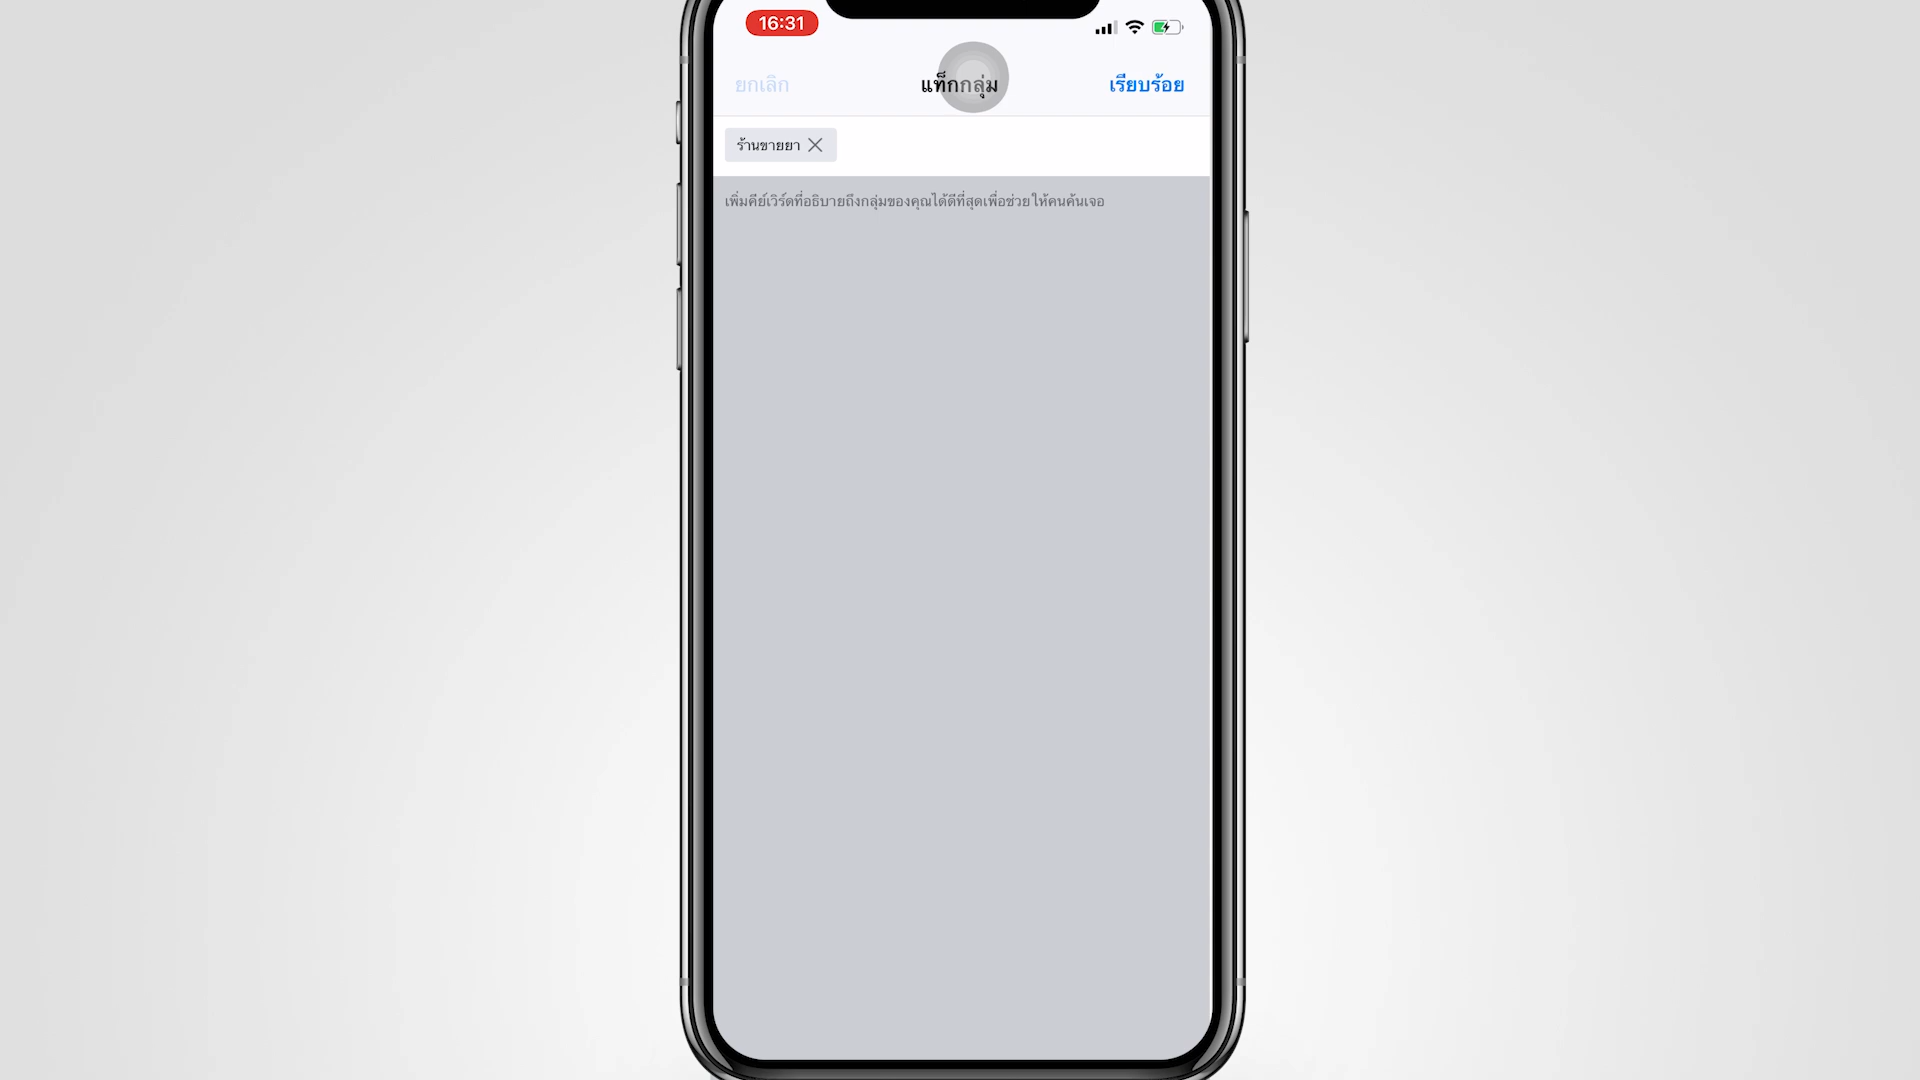 16:31
ยกเลิก แท็กกลุ่ม เรียบร้อย
ร้านขายยา
เพิ่มคีย์เวิร์ดที่อธิบายถึงกลุ่มของคุณได้ดีที่สุดเพื่อช่วยให้คนค้นเจอ